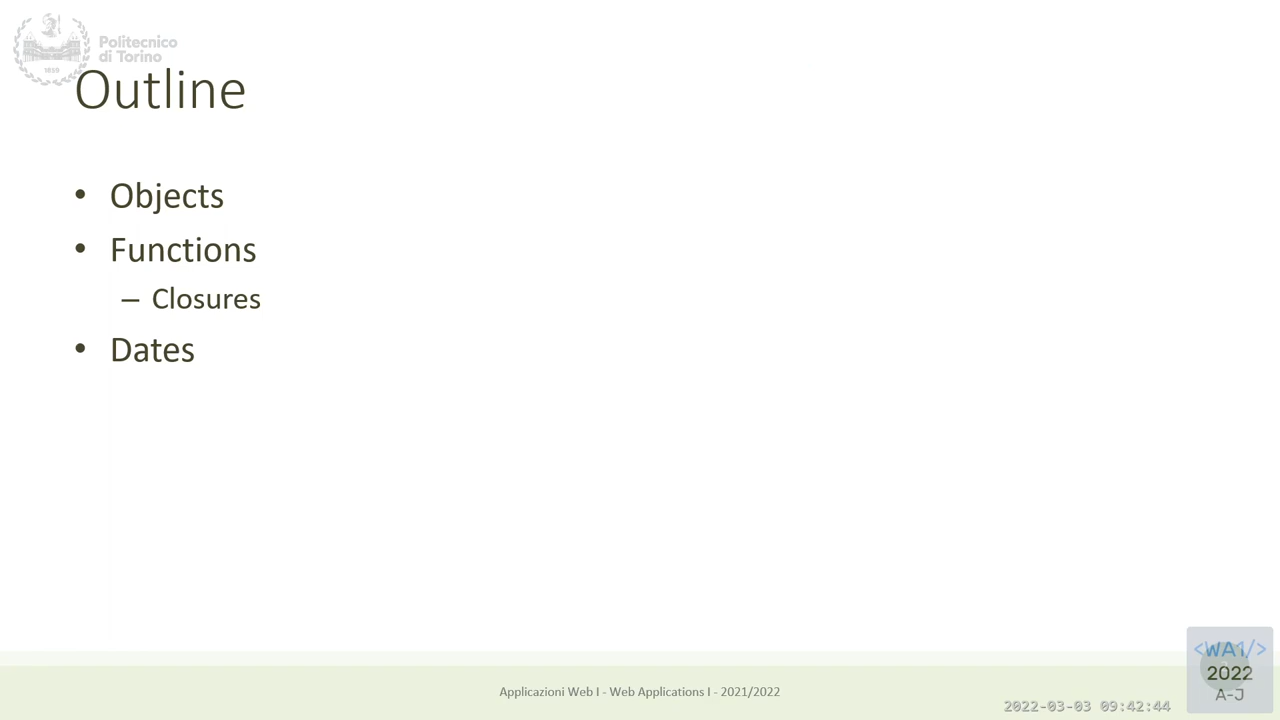 Politecnico
di Torino
1859
Outline
• Objects
• Functions
– Closures
• Dates
Applicazioni Web I - Web Applications I - 2021/2022
2022-03-03 09:42:44
<WA1/>
2022
A-J